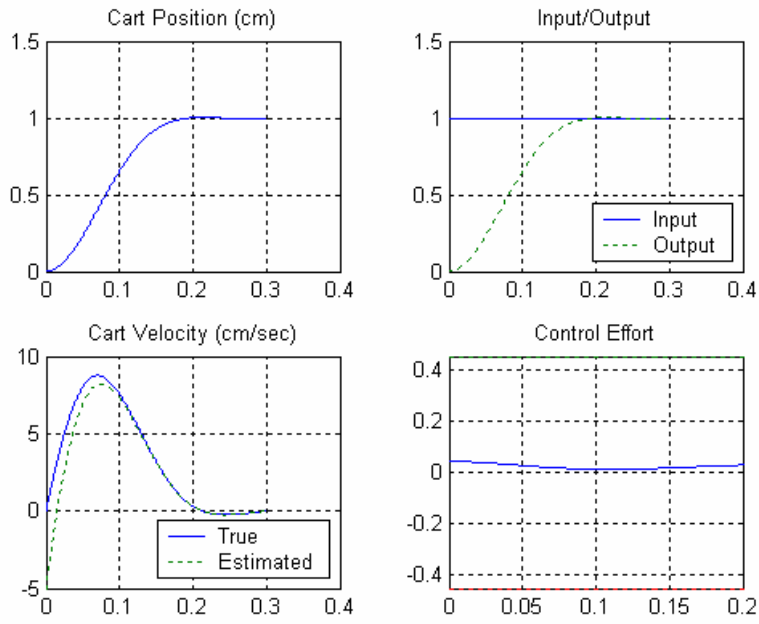 Cart Position (cm)
1.5
1
0.5
0
0 0.1 0.2 0.3 0.4
Input/Output
1.5
1
0.5
0
Input
Output
0 0.1 0.2 0.3 0.4
Cart Velocity (cm/sec)
10
5
0
-5
True
Estimated
0 0.1 0.2 0.3 0.4
Control Effort
0.4
0.2
0
-0.2
-0.4
0 0.05 0.1 0.15 0.2